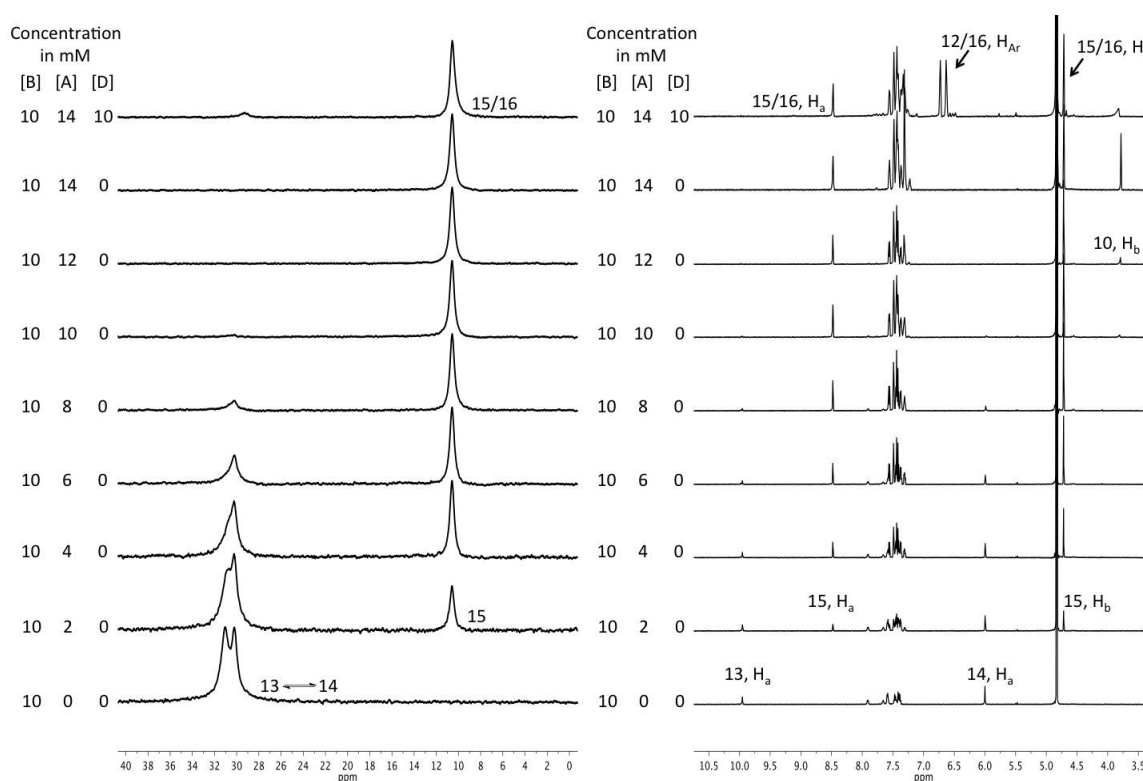 Concentration
in mM
[B] [A] [D]
10 14 10
10 14 0
10 12 0
10 10 0
10 8 0
10 6 0
10 4 0
10 2 0
10 0 0
15/16
15
13 ⇌ 14
40 38 36 34 32 30 28 26 24 22 20 18 16 14 12 10 8 6 4 2 0
ppm
Concentration
in mM
[B] [A] [D]
10 14 10
10 14 0
10 12 0
10 10 0
10 8 0
10 6 0
10 4 0
10 2 0
10 0 0
12/16, HAr
15/16, H
15/16, Ha
10, Hb
15, Ha
15, Hb
13, Ha
14, Ha
10.5 10.0 9.5 9.0 8.5 8.0 7.5 7.0 6.5 6.0 5.5 5.0 4.5 4.0 3.5
ppm